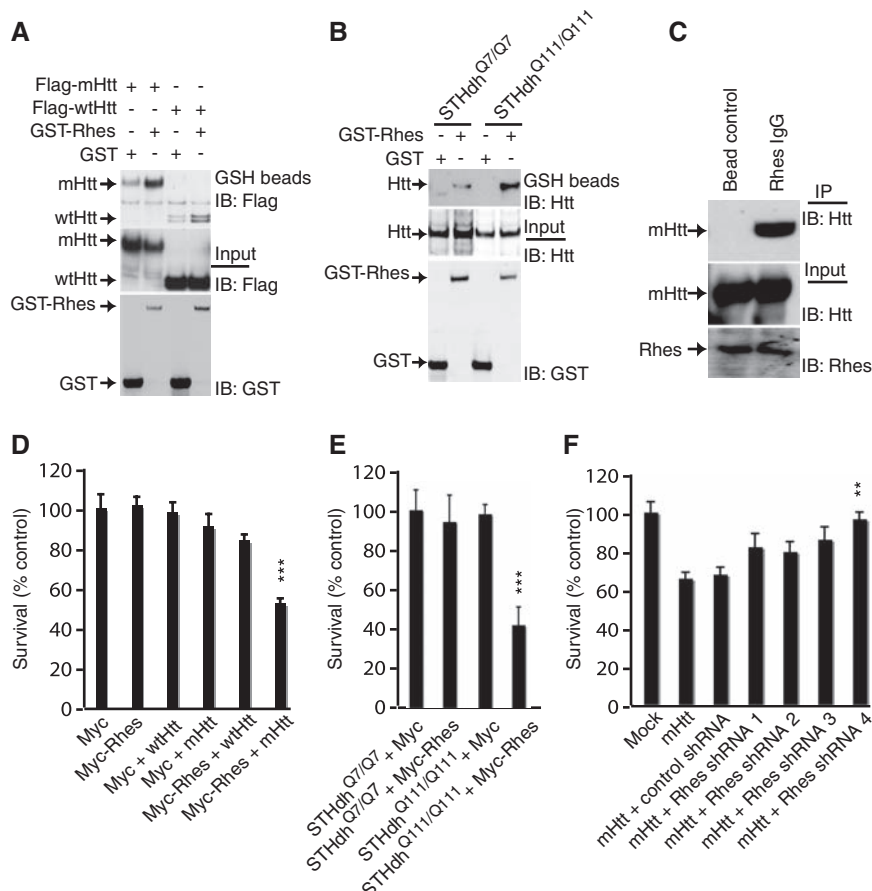 A
Flag-mHtt + + - -
Flag-wtHtt - - + +
GST-Rhes - + - +
GST + - + -
mHtt
GSH beads
IB: Flag
wtHtt
mHtt
Input
wtHtt
IB: Flag
GST-Rhes
GST
IB: GST
B
STHdhQ7/Q7
STHdhQ111/Q111
GST-Rhes - + - +
GST + - + -
Htt
GSH beads
IB: Htt
Htt
Input
IB: Htt
GST-Rhes
GST
IB: GST
C
Bead control
Rhes IgG
IP
mHtt
IB: Htt
Input
mHtt
IB: Htt
Rhes
IB: Rhes
D
Survival (% control)
120
100
80
60
40
20
0
***
Myc
Myc-Rhes
Myc + wtHtt
Myc + mHtt
Myc-Rhes + wtHtt
Myc-Rhes + mHtt
E
Survival (% control)
120
100
80
60
40
20
0
***
STHdhQ7/Q7 + Myc
STHdhQ7/Q7 + Myc-Rhes
STHdhQ111/Q111 + Myc
STHdhQ111/Q111 + Myc-Rhes
F
Survival (% control)
120
100
80
60
40
20
0
**
Mock
mHtt
mHtt + control shRNA
mHtt + Rhes shRNA 1
mHtt + Rhes shRNA 2
mHtt + Rhes shRNA 3
mHtt + Rhes shRNA 4